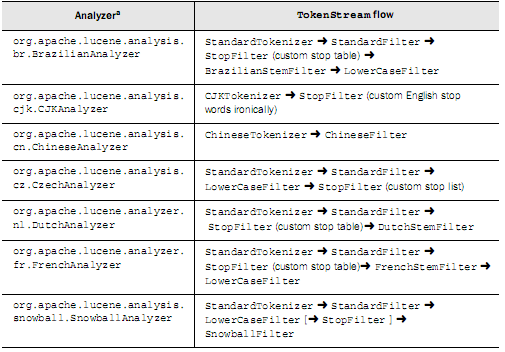 Analyzera TokenStream flow
org.apache.lucene.analysis. StandardTokenizer ➜ StandardFilter ➜
br.BrazilianAnalyzer StopFilter (custom stop table) ➜
BrazilianStemFilter ➜ LowerCaseFilter
org.apache.lucene.analysis. CJKTokenizer ➜ StopFilter (custom English stop
cjk.CJKAnalyzer words ironically)
org.apache.lucene.analysis. ChineseTokenizer ➜ ChineseFilter
cn.ChineseAnalyzer
org.apache.lucene.analysis. StandardTokenizer ➜ StandardFilter ➜
cz.CzechAnalyzer LowerCaseFilter ➜ StopFilter (custom stop list)
org.apache.lucene.analyzer. StandardTokenizer ➜ StandardFilter ➜
nl.DutchAnalyzer StopFilter (custom stop table)➜ DutchStemFilter
org.apache.lucene.analyzer. StandardTokenizer ➜ StandardFilter ➜
fr.FrenchAnalyzer StopFilter (custom stop table)➜ FrenchStemFilter ➜
LowerCaseFilter
org.apache.lucene.analysis. StandardTokenizer ➜ StandardFilter ➜
snowball.SnowballAnalyzer LowerCaseFilter [➜ StopFilter ] ➜
SnowballFilter